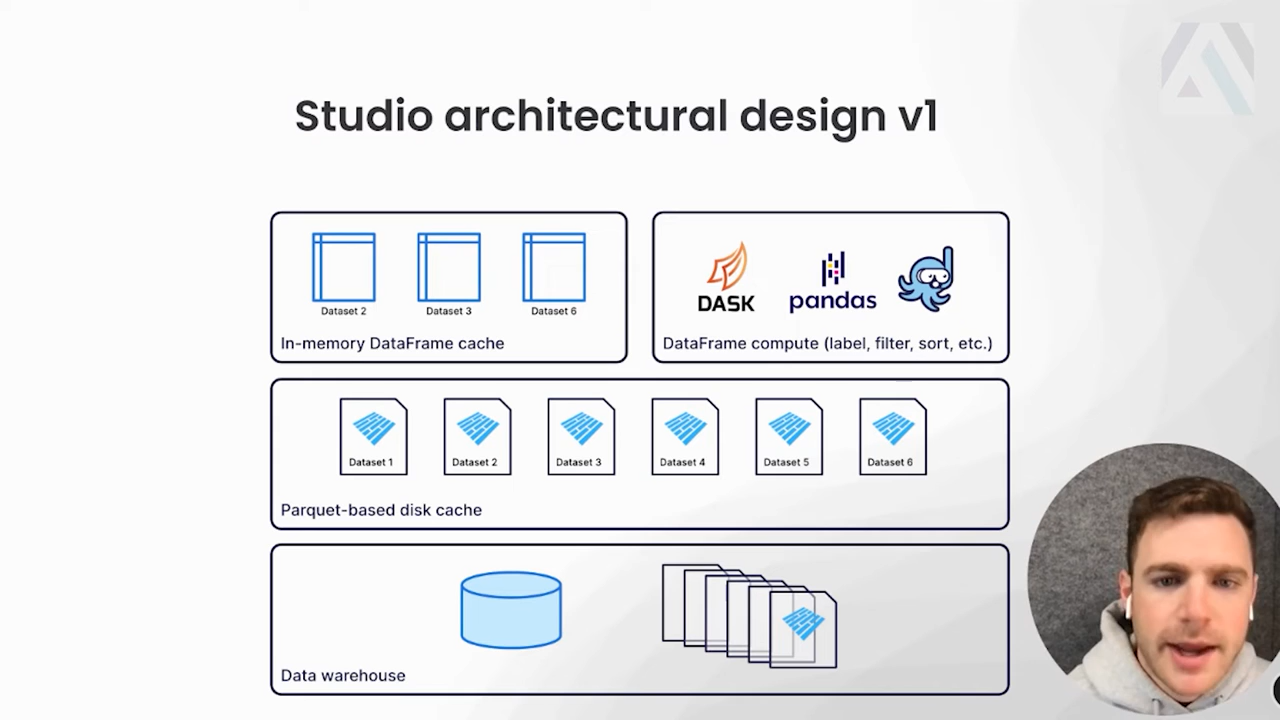 Studio architectural design v1
Dataset 2
Dataset 3
Dataset 6
In-memory DataFrame cache
DASK
pandas
DataFrame compute (label, filter, sort, etc.)
Dataset 1
Dataset 2
Dataset 3
Dataset 4
Dataset 5
Dataset 6
Parquet-based disk cache
Data warehouse